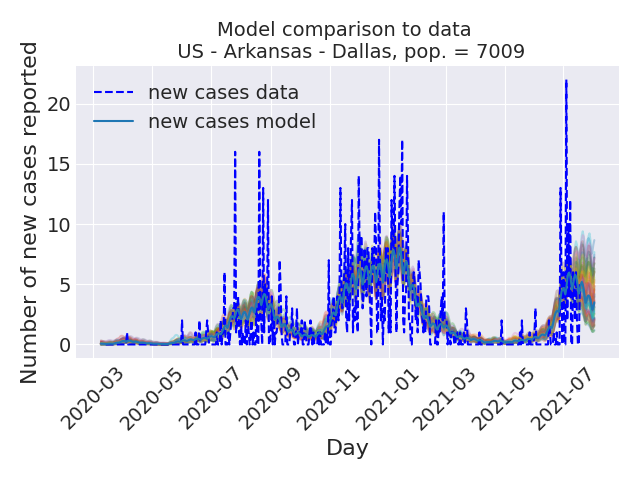 Model comparison to data
US - Arkansas - Dallas, pop. = 7009
Number of new cases reported
new cases data
new cases model
20
15
10
5
0
2020-03
2020-05
2020-07
2020-09
2020-11
2021-01
2021-03
2021-05
2021-07
Day